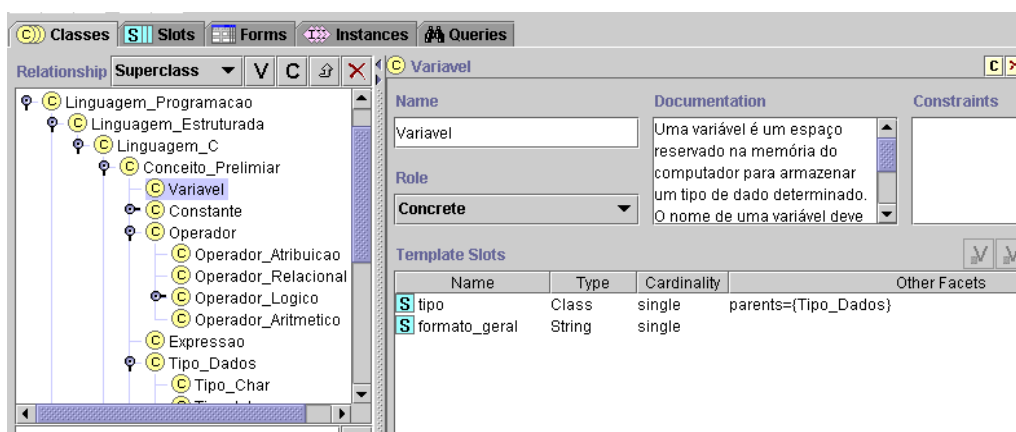 Classes Slots Forms Instances Queries
Relationship Superclass V C
Linguagem_Programacao
Linguagem_Estruturada
Linguagem_C
Conceito_Prelimiar
Variavel
Constante
Operador
Operador_Atribuicao
Operador_Relacional
Operador_Logico
Operador_Aritmetico
Expressao
Tipo_Dados
Tipo_Char
C Variavel C
Name
Variavel
Role
Concrete
Documentation
Uma variável é um espaço
reservado na memória do
computador para armazenar
um tipo de dado determinado.
O nome de uma variável deve
Constraints
Template Slots
Name Type Cardinality Other Facets
S tipo Class single parents={Tipo_Dados}
S formato_geral String single